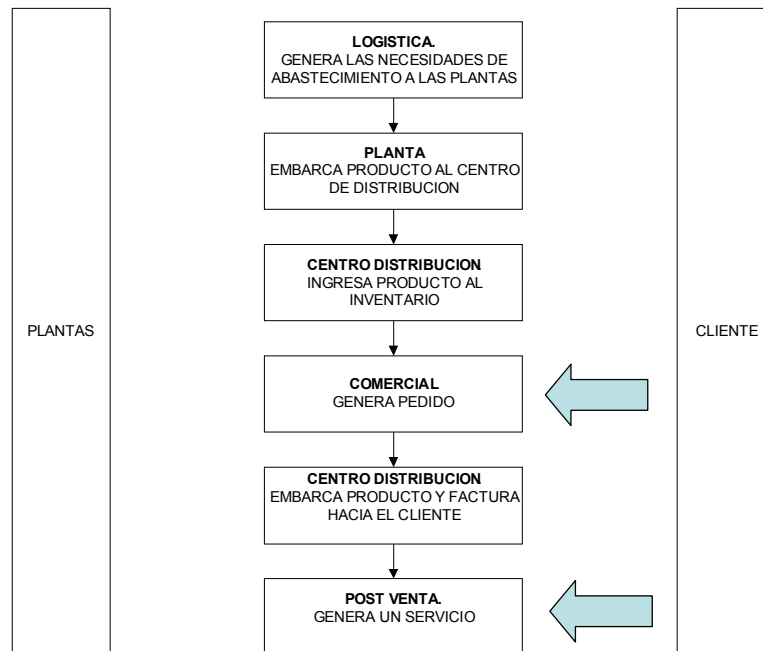 LOGISTICA.
GENERA LAS NECESIDADES DE
ABASTECIMIENTO A LAS PLANTAS
PLANTA
EMBARCA PRODUCTO AL CENTRO
DE DISTRIBUCION
CENTRO DISTRIBUCION
INGRESA PRODUCTO AL
INVENTARIO
PLANTAS
CLIENTE
COMERCIAL
GENERA PEDIDO
CENTRO DISTRIBUCION
EMBARCA PRODUCTO Y FACTURA
HACIA EL CLIENTE
POST VENTA.
GENERA UN SERVICIO